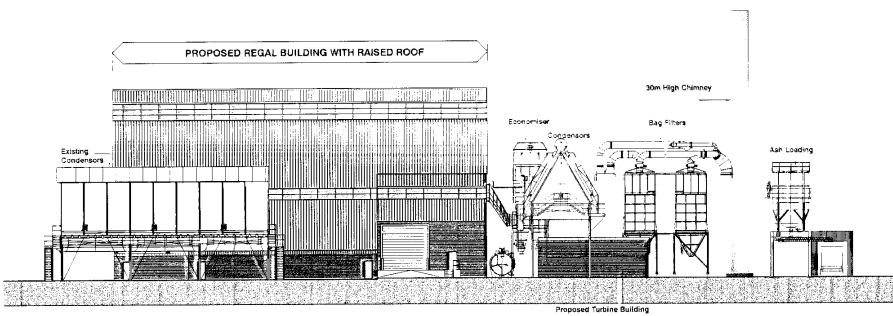 PROPOSED REGAL BUILDING WITH RAISED ROOF
30m High Chimney
Economiser
Condensors
Bag Filters
Existing
Condensors
Ash Loading
Proposed Turbine Building